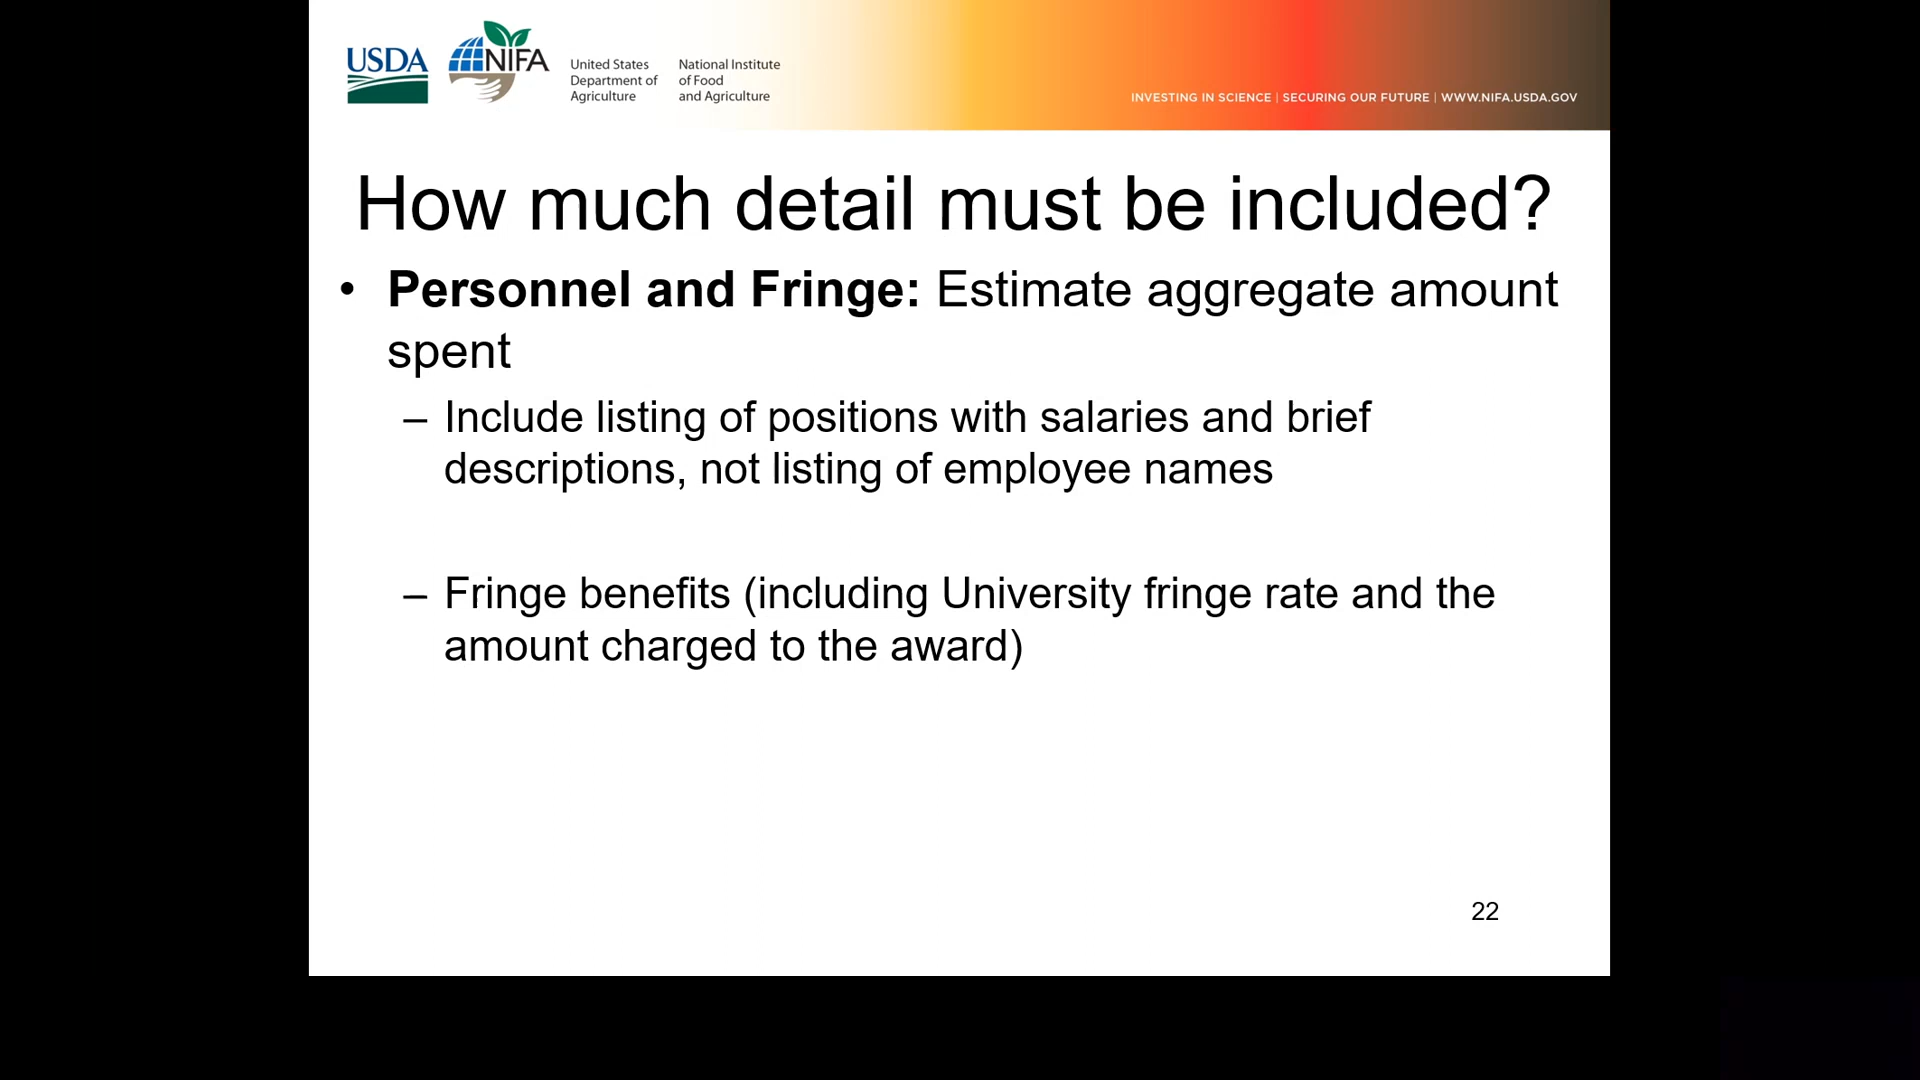 USDA
NIFA
United States
Department of
Agriculture
National Institute
of Food
and Agriculture
INVESTING IN SCIENCE | SECURING OUR FUTURE | WWW.NIFA.USDA.GOV
How much detail must be included?
• Personnel and Fringe: Estimate aggregate amount
spent
– Include listing of positions with salaries and brief
descriptions, not listing of employee names
– Fringe benefits (including University fringe rate and the
amount charged to the award)
22